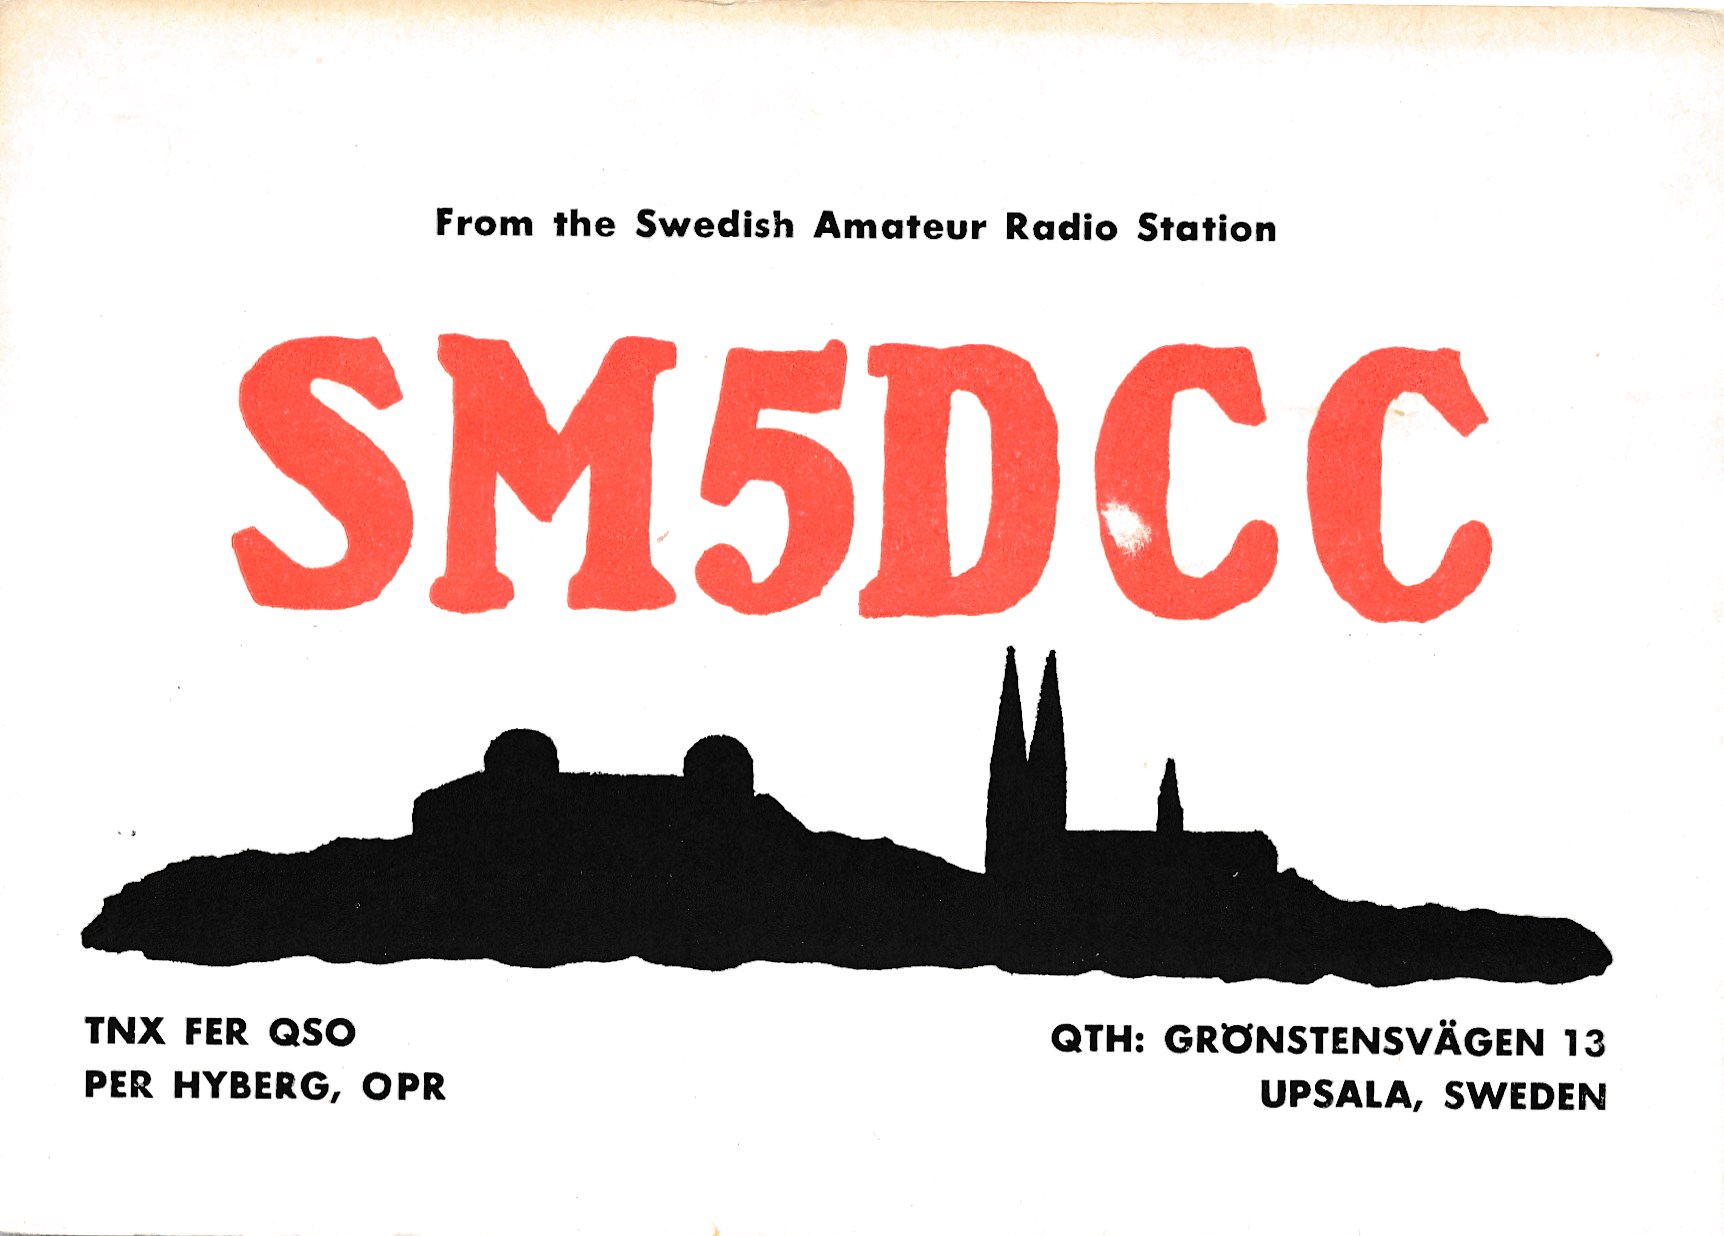 From the Swedish Amateur Radio Station
SM5DCC
TNX FER QSO
PER HYBERG, OPR
QTH: GRÖNSTENSVÄGEN 13
UPSALA, SWEDEN